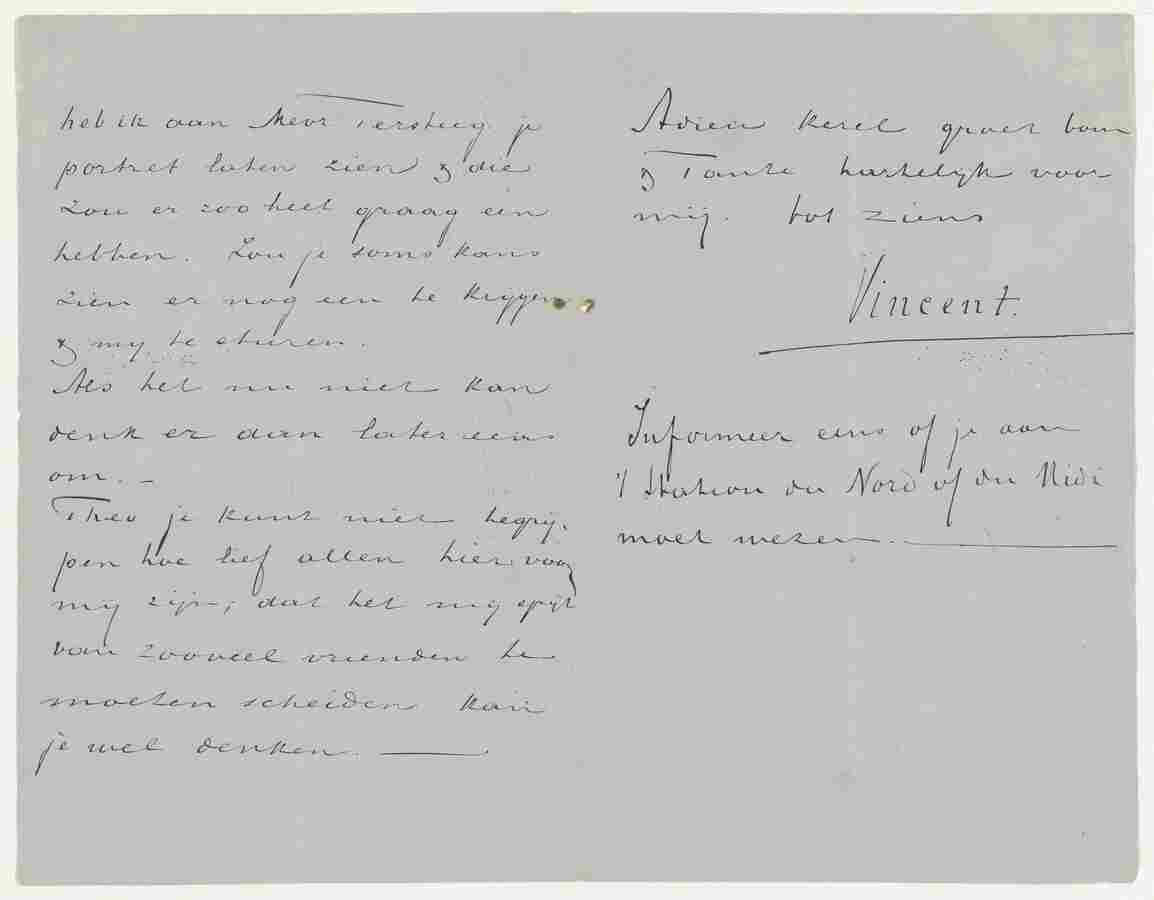 heb ik aan Mevr Tersteeg je
portret laten zien & die
zou er zoo heel graag een
hebben. Zou je soms kans
zien er nog een te krygen
& my te sturen.
Als het nu niet kan
denk er dan later eens
om. –
Theo je kunt niet begrij-
pen hoe lief allen hier voor
mij zijn; dat het mij spijt
van zooveel vrienden te
moeten scheiden kan
je wel denken.
Adieu kerel groet Oom
& Tante hartelijk voor
mij. tot ziens
Vincent.
Informeer eens of je aan
't Station du Nord of du Midi
moet wezen.